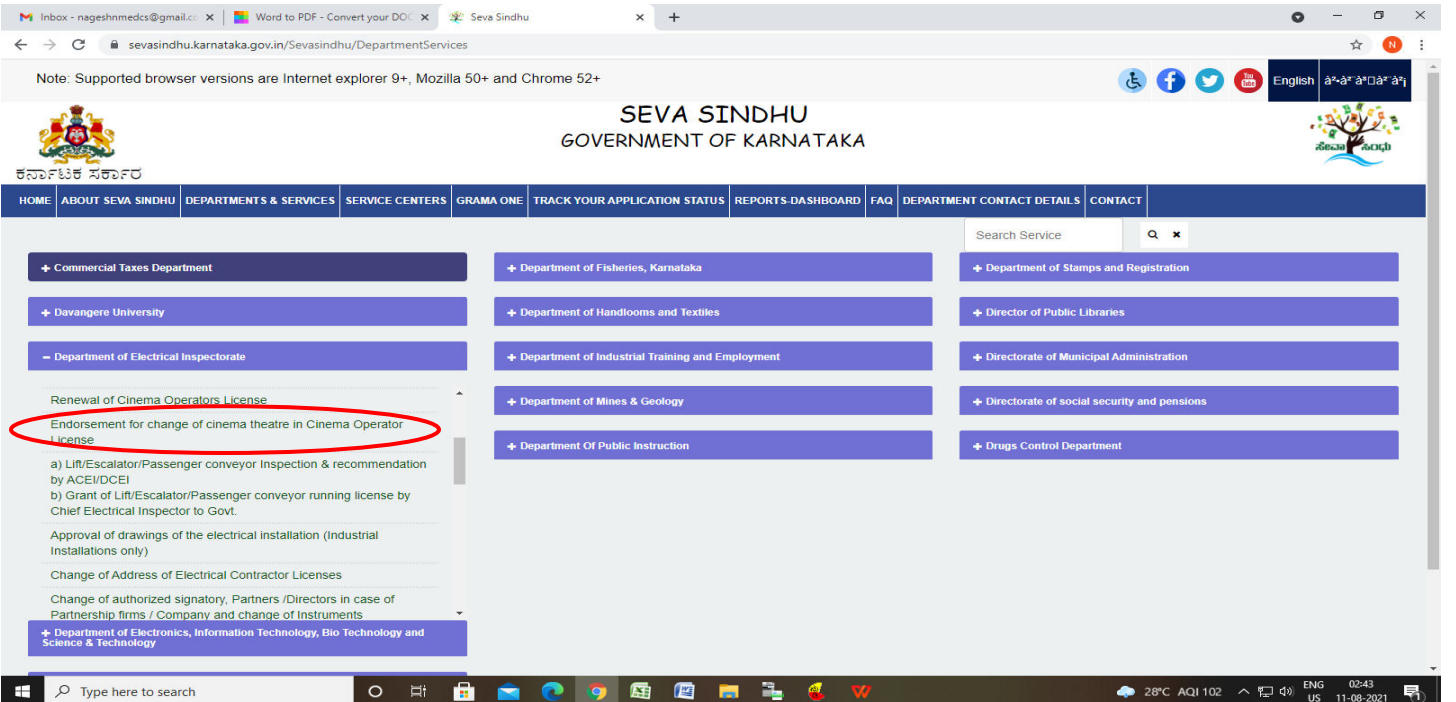 Inbox - nageshnmedcs@gmail.co
Word to PDF - Convert your DOC
Seva Sindhu
sevasindhu.karnataka.gov.in/Sevasindhu/DepartmentServices
N
Note: Supported browser versions are Internet explorer 9+, Mozilla 50+ and Chrome 52+
You
Tube
English
SEVA SINDHU
GOVERNMENT OF KARNATAKA
ಕರ್ನಾಟಕ ಸರ್ಕಾರ
ಸೇವಾ ಸಿಂಧು
HOME ABOUT SEVA SINDHU DEPARTMENTS & SERVICES SERVICE CENTERS GRAMA ONE TRACK YOUR APPLICATION STATUS REPORTS-DASHBOARD FAQ DEPARTMENT CONTACT DETAILS CONTACT
Search Service
+ Commercial Taxes Department
+ Department of Fisheries, Karnataka
+ Department of Stamps and Registration
+ Davangere University
+ Department of Handlooms and Textiles
+ Director of Public Libraries
− Department of Electrical Inspectorate
+ Department of Industrial Training and Employment
+ Directorate of Municipal Administration
Renewal of Cinema Operators License
Endorsement for change of cinema theatre in Cinema Operator
License
a) Lift/Escalator/Passenger conveyor Inspection & recommendation
by ACEI/DCEI
b) Grant of Lift/Escalator/Passenger conveyor running license by
Chief Electrical Inspector to Govt.
Approval of drawings of the electrical installation (Industrial
Installations only)
Change of Address of Electrical Contractor Licenses
Change of authorized signatory, Partners /Directors in case of
Partnership firms / Company and change of Instruments
+ Department of Mines & Geology
+ Directorate of social security and pensions
+ Department Of Public Instruction
+ Drugs Control Department
+ Department of Electronics, Information Technology, Bio Technology and
Science & Technology
Type here to search
28°C AQI 102
ENG
US
02:43
11-08-2021